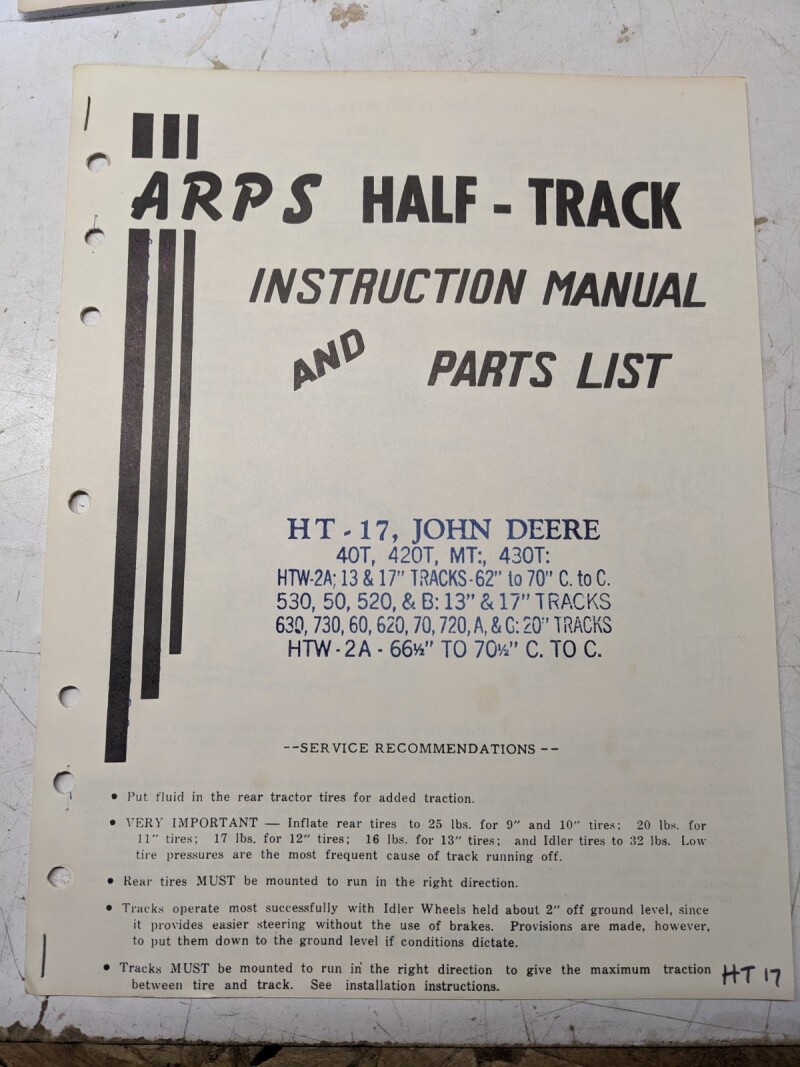 ARPS HALF - TRACK
INSTRUCTION MANUAL
AND PARTS LIST
HT - 17, JOHN DEERE
40T, 420T, MT:, 430T:
HTW-2A; 13 & 17" TRACKS-62" to 70" C. to C.
530, 50, 520, & B: 13" & 17" TRACKS
630, 730, 60, 620, 70, 720, A, & G: 20" TRACKS
HTW - 2A - 66½" TO 70½" C. TO C.
--SERVICE RECOMMENDATIONS --
• Put fluid in the rear tractor tires for added traction.
• VERY IMPORTANT — Inflate rear tires to 25 lbs. for 9" and 10" tires; 20 lbs. for
11" tires; 17 lbs. for 12" tires; 16 lbs. for 13" tires; and Idler tires to 32 lbs. Low
tire pressures are the most frequent cause of track running off.
• Rear tires MUST be mounted to run in the right direction.
• Tracks operate most successfully with Idler Wheels held about 2" off ground level, since
it provides easier steering without the use of brakes. Provisions are made, however,
to put them down to the ground level if conditions dictate.
• Tracks MUST be mounted to run in the right direction to give the maximum traction
between tire and track. See installation instructions.
HT 17